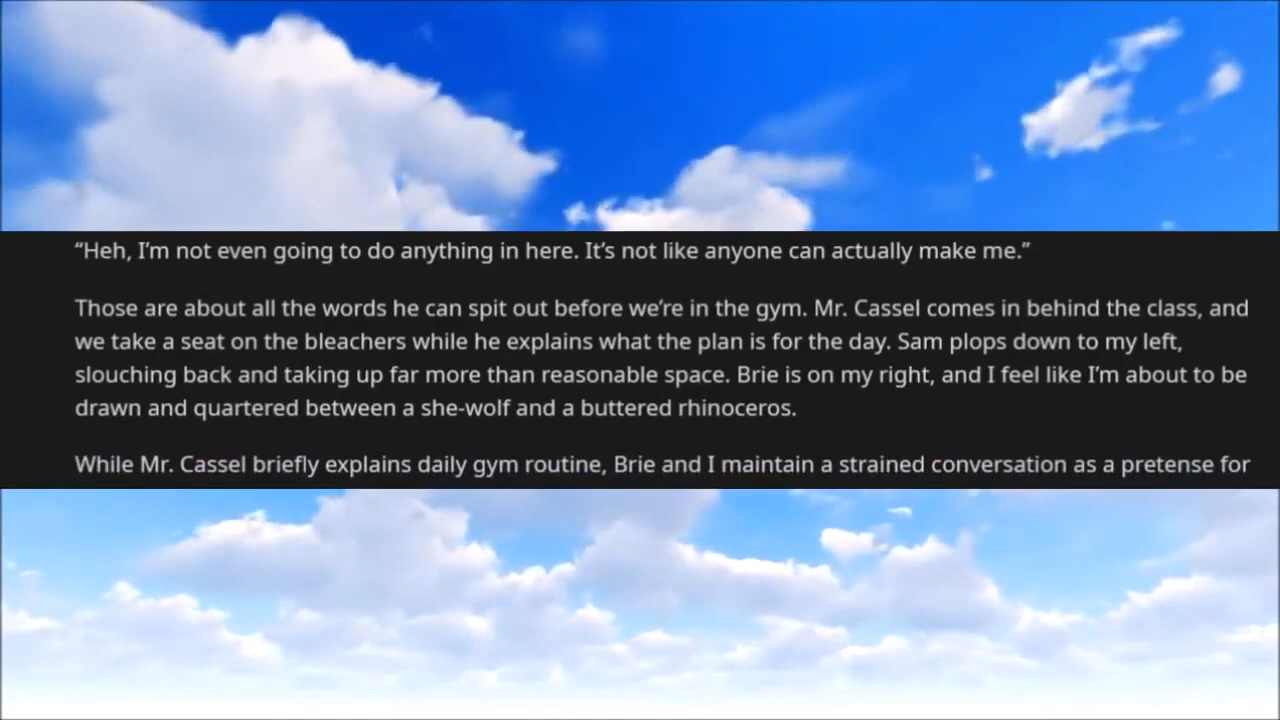 “Heh, I’m not even going to do anything in here. It’s not like anyone can actually make me.”
Those are about all the words he can spit out before we’re in the gym. Mr. Cassel comes in behind the class, and
we take a seat on the bleachers while he explains what the plan is for the day. Sam plops down to my left,
slouching back and taking up far more than reasonable space. Brie is on my right, and I feel like I’m about to be
drawn and quartered between a she-wolf and a buttered rhinoceros.
While Mr. Cassel briefly explains daily gym routine, Brie and I maintain a strained conversation as a pretense for